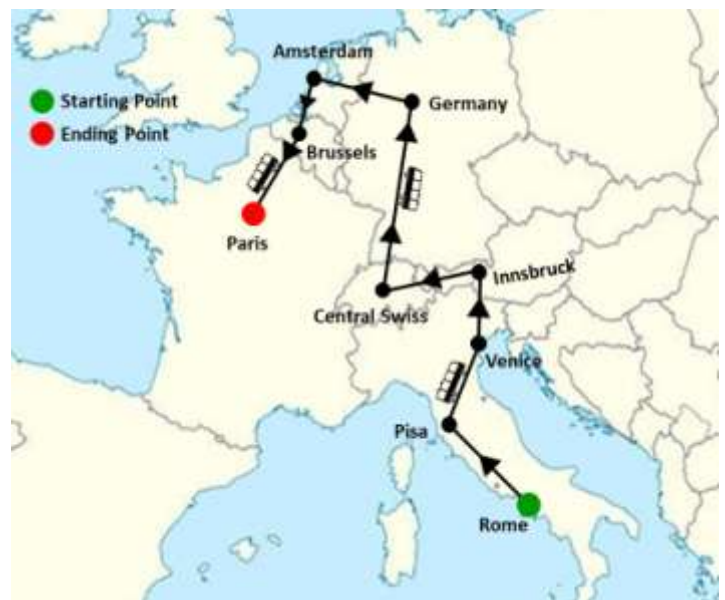 Amsterdam
Starting Point
Germany
Ending Point
Brussels
Paris
Innsbruck
Central Swiss
Venice
Pisa
Rome